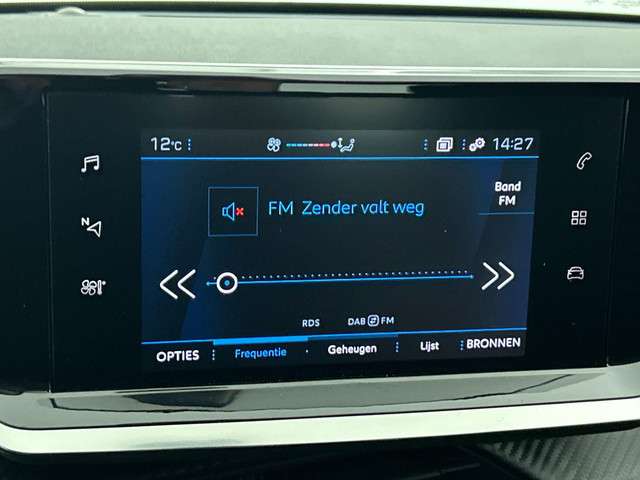 12°C
14:27
FM Zender valt weg
Band
FM
N
RDS
DAB FM
OPTIES
Frequentie
Geheugen
Lijst
BRONNEN